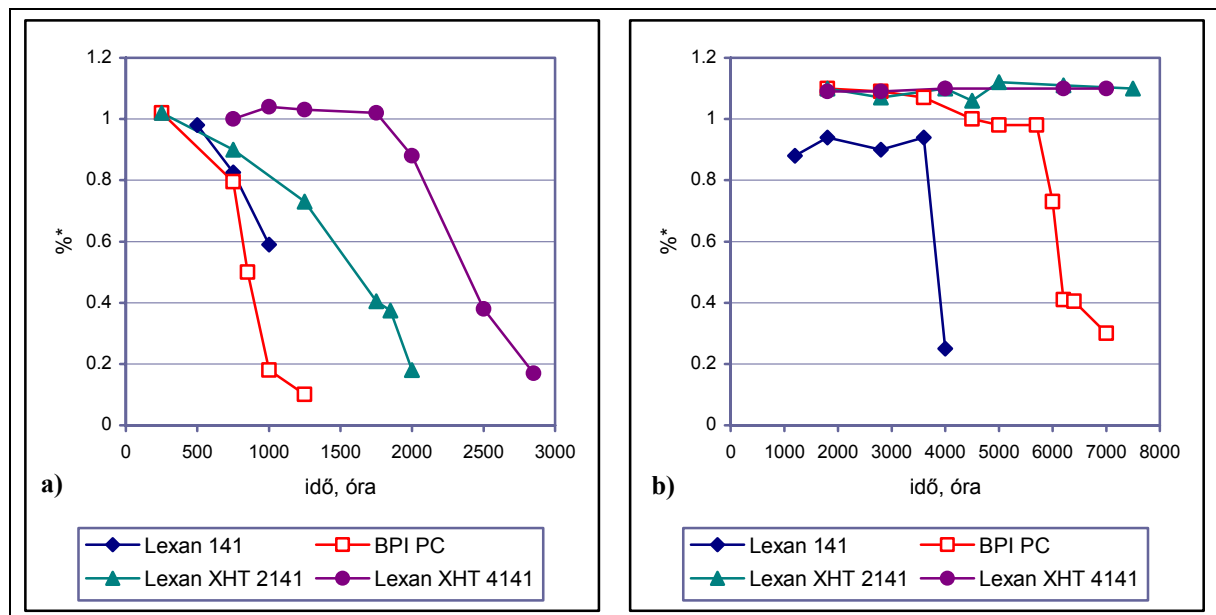 1.2
1
0.8
0.6
0.4
0.2
0
%*
0 500 1000 1500 2000 2500 3000
a)
idő, óra
Lexan 141 BPI PC
Lexan XHT 2141 Lexan XHT 4141
1.2
1
0.8
0.6
0.4
0.2
0
%*
0 1000 2000 3000 4000 5000 6000 7000 8000
b)
idő, óra
Lexan 141 BPI PC
Lexan XHT 2141 Lexan XHT 4141